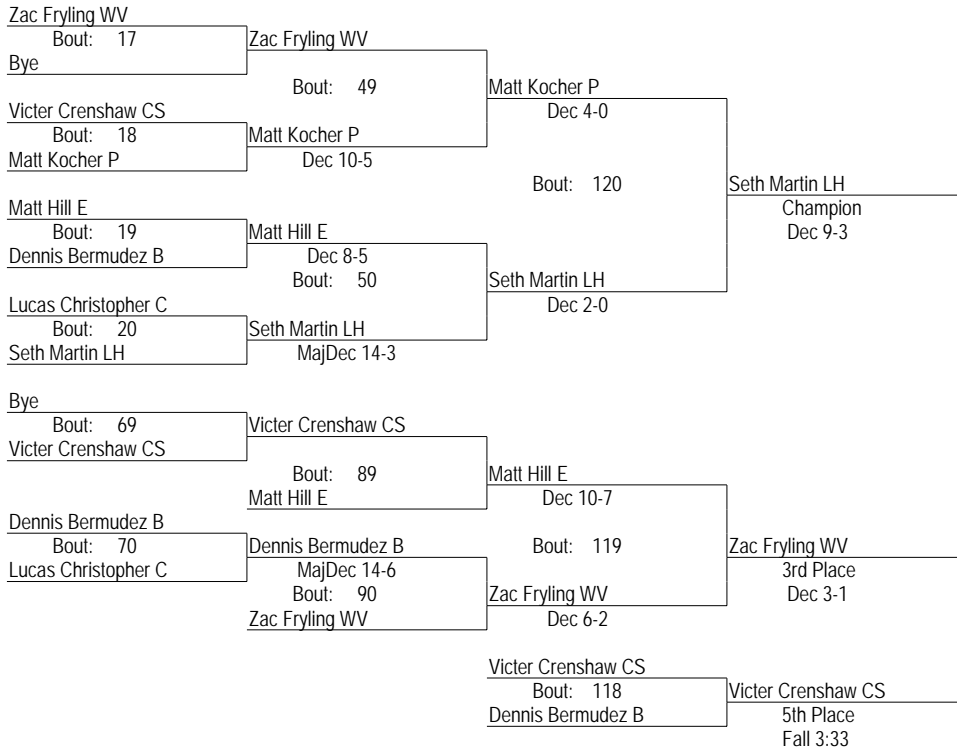 Zac Fryling WV
Bout: 17
Bye
Zac Fryling WV
Bout: 49
Victer Crenshaw CS
Bout: 18
Matt Kocher P
Matt Kocher P
Dec 10-5
Matt Kocher P
Dec 4-0
Matt Hill E
Bout: 19
Dennis Bermudez B
Matt Hill E
Dec 8-5
Bout: 50
Lucas Christopher C
Bout: 20
Seth Martin LH
Seth Martin LH
MajDec 14-3
Seth Martin LH
Dec 2-0
Bout: 120
Seth Martin LH
Champion
Dec 9-3
Bye
Bout: 69
Victer Crenshaw CS
Victer Crenshaw CS
Bout: 89
Matt Hill E
Matt Hill E
Dec 10-7
Dennis Bermudez B
Bout: 70
Lucas Christopher C
Dennis Bermudez B
MajDec 14-6
Bout: 90
Zac Fryling WV
Zac Fryling WV
Dec 6-2
Bout: 119
Zac Fryling WV
3rd Place
Dec 3-1
Victer Crenshaw CS
Bout: 118
Dennis Bermudez B
Victer Crenshaw CS
5th Place
Fall 3:33